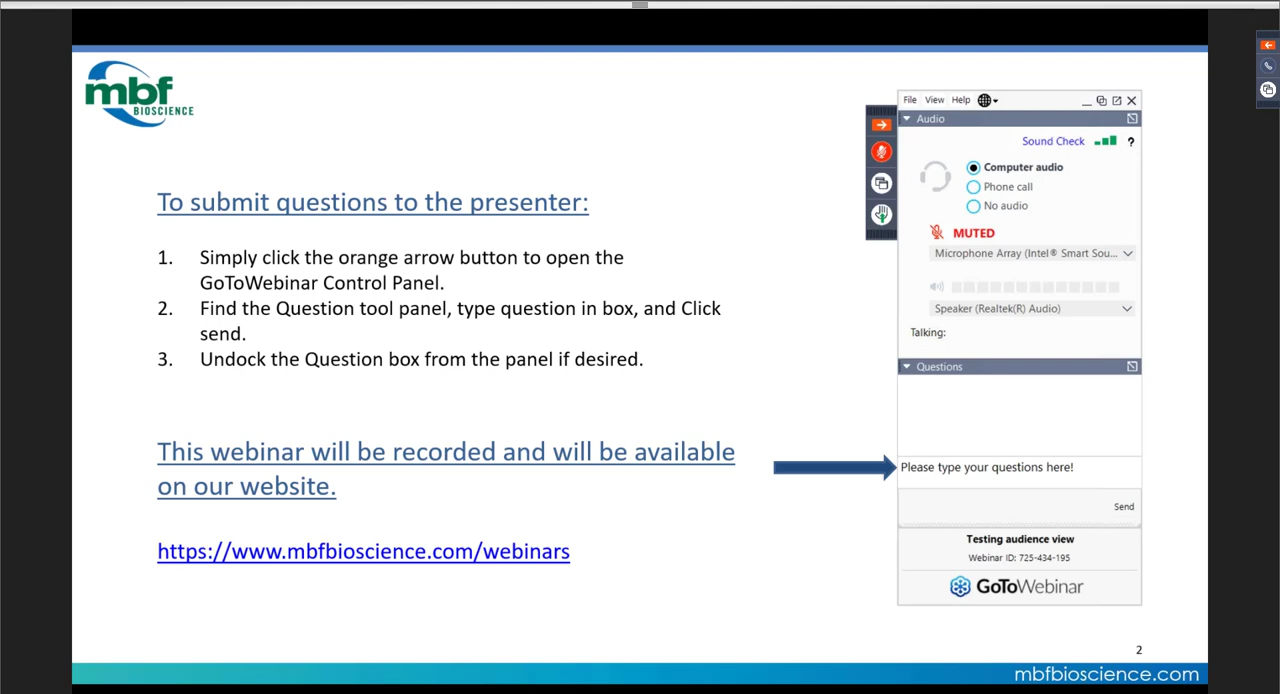 mbf
BIOSCIENCE
To submit questions to the presenter:
1. Simply click the orange arrow button to open the
GoToWebinar Control Panel.
2. Find the Question tool panel, type question in box, and Click
send.
3. Undock the Question box from the panel if desired.
This webinar will be recorded and will be available
on our website.
https://www.mbfbioscience.com/webinars
File View Help
Audio
Sound Check ?
Computer audio
Phone call
No audio
MUTED
Microphone Array (Intel® Smart Sou...
Speaker (Realtek(R) Audio)
Talking:
Questions
Please type your questions here!
Send
Testing audience view
Webinar ID: 725-434-195
GoToWebinar
2
mbfbioscience.com